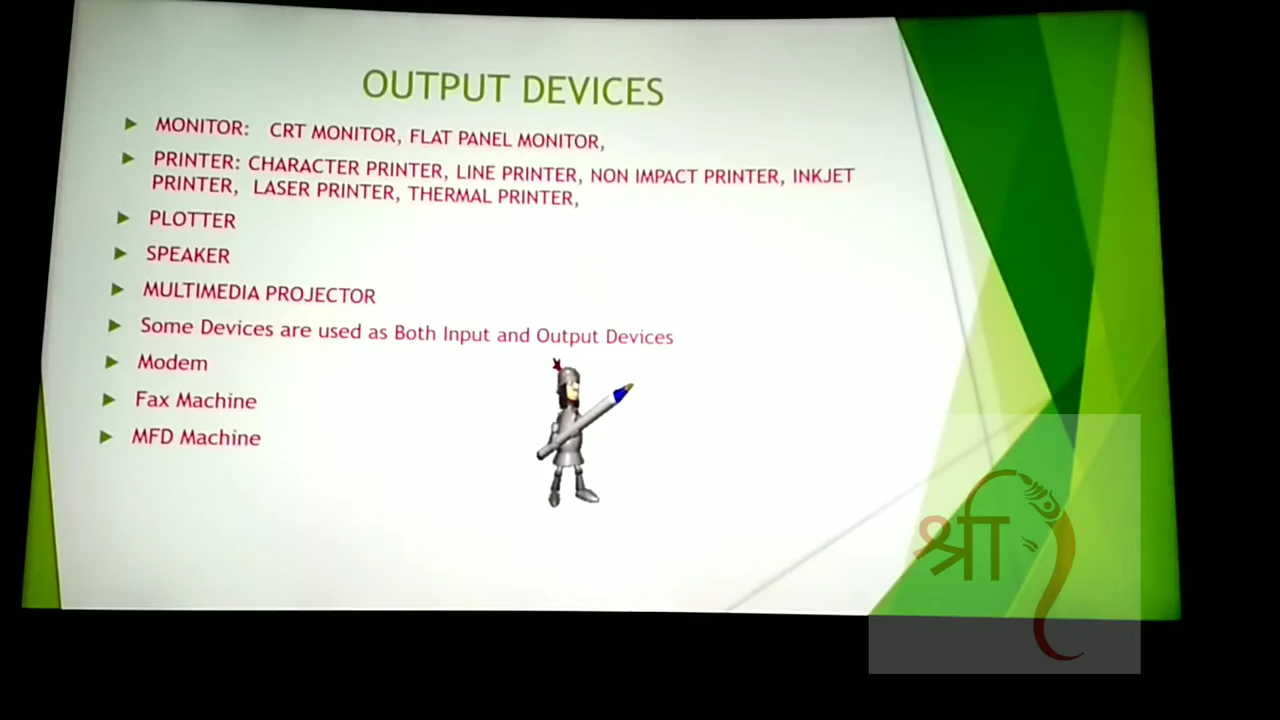 OUTPUT DEVICES
MONITOR: CRT MONITOR, FLAT PANEL MONITOR,
PRINTER: CHARACTER PRINTER, LINE PRINTER, NON IMPACT PRINTER, INKJET
PRINTER, LASER PRINTER, THERMAL PRINTER,
PLOTTER
SPEAKER
MULTIMEDIA PROJECTOR
Some Devices are used as Both Input and Output Devices
Modem
Fax Machine
MFD Machine
श्री